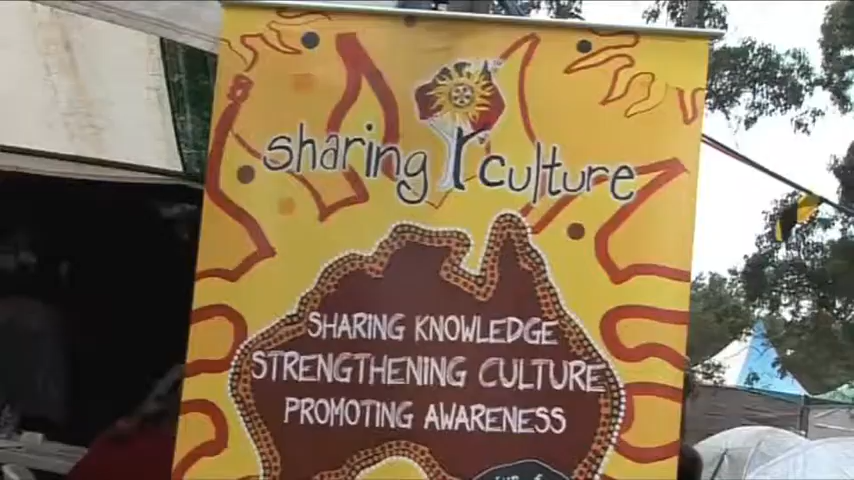 sharing culture
SHARING KNOWLEDGE
STRENGTHENING CULTURE
PROMOTING AWARENESS